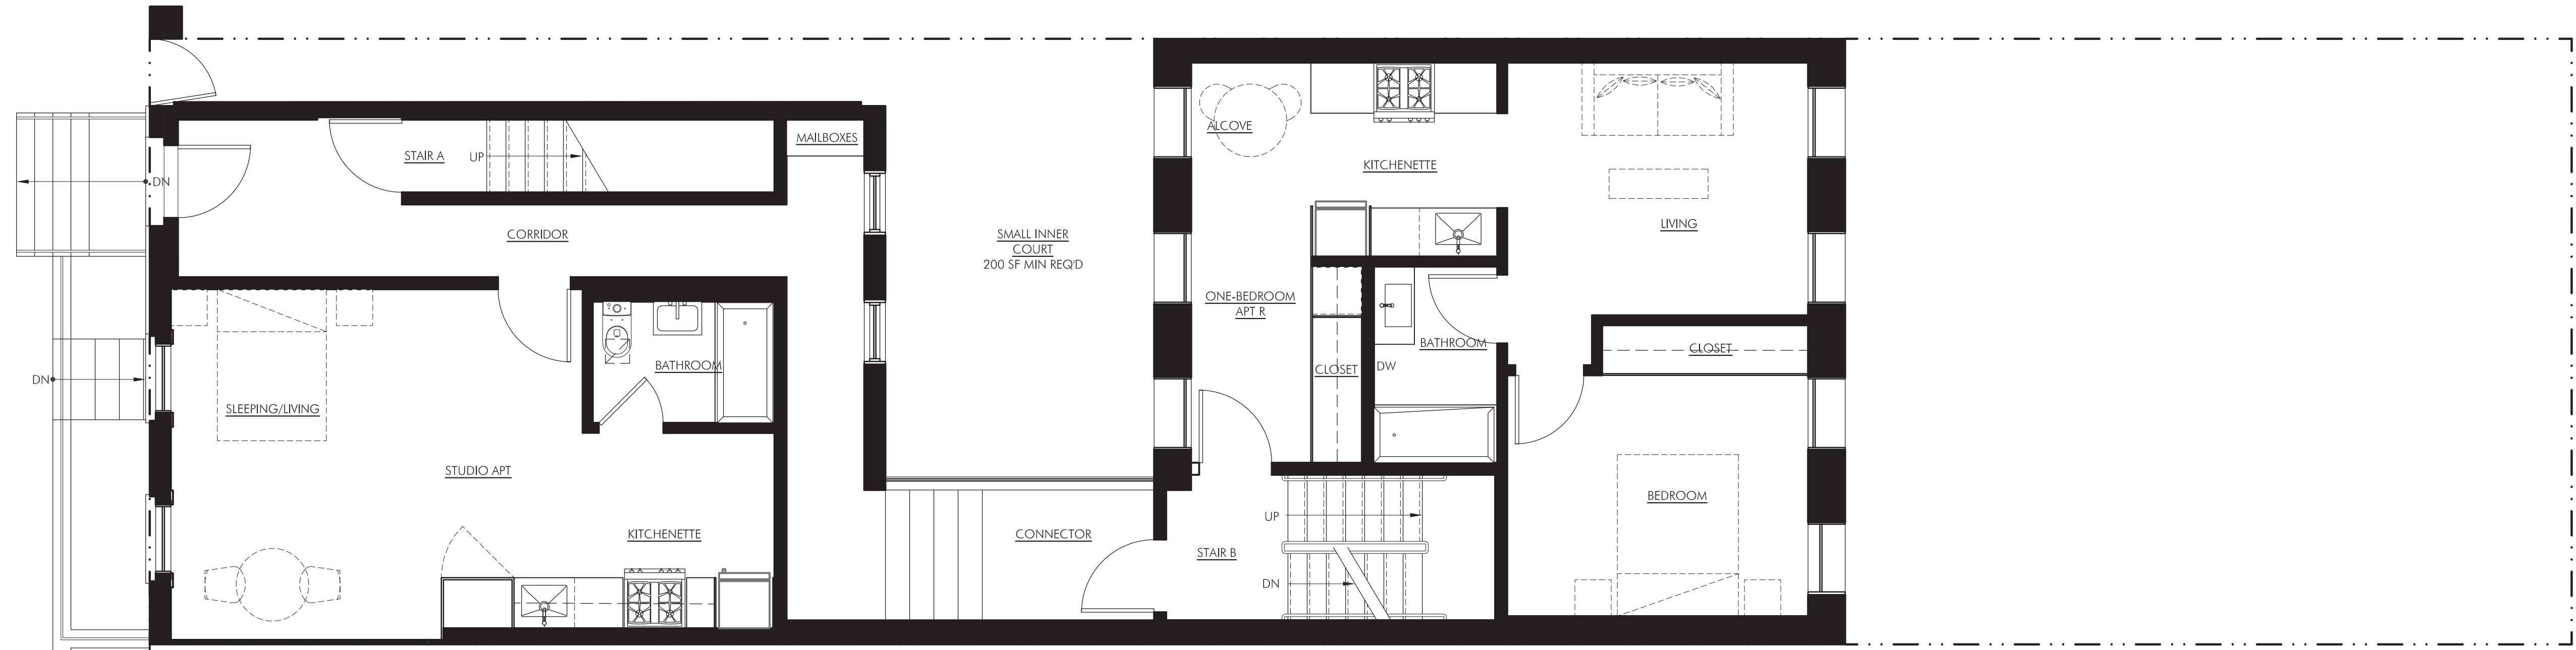 MAILBOXES
STAIR A
UP
DN
CORRIDOR
SMALL INNER
COURT
200 SF MIN REQ'D
ALCOVE
KITCHENETTE
LIVING
ONE-BEDROOM
APT R
BATHROOM
CLOSET
CLOSET
DW
BATHROOM
DN
SLEEPING/LIVING
STUDIO APT
KITCHENETTE
CONNECTOR
STAIR B
UP
DN
BEDROOM